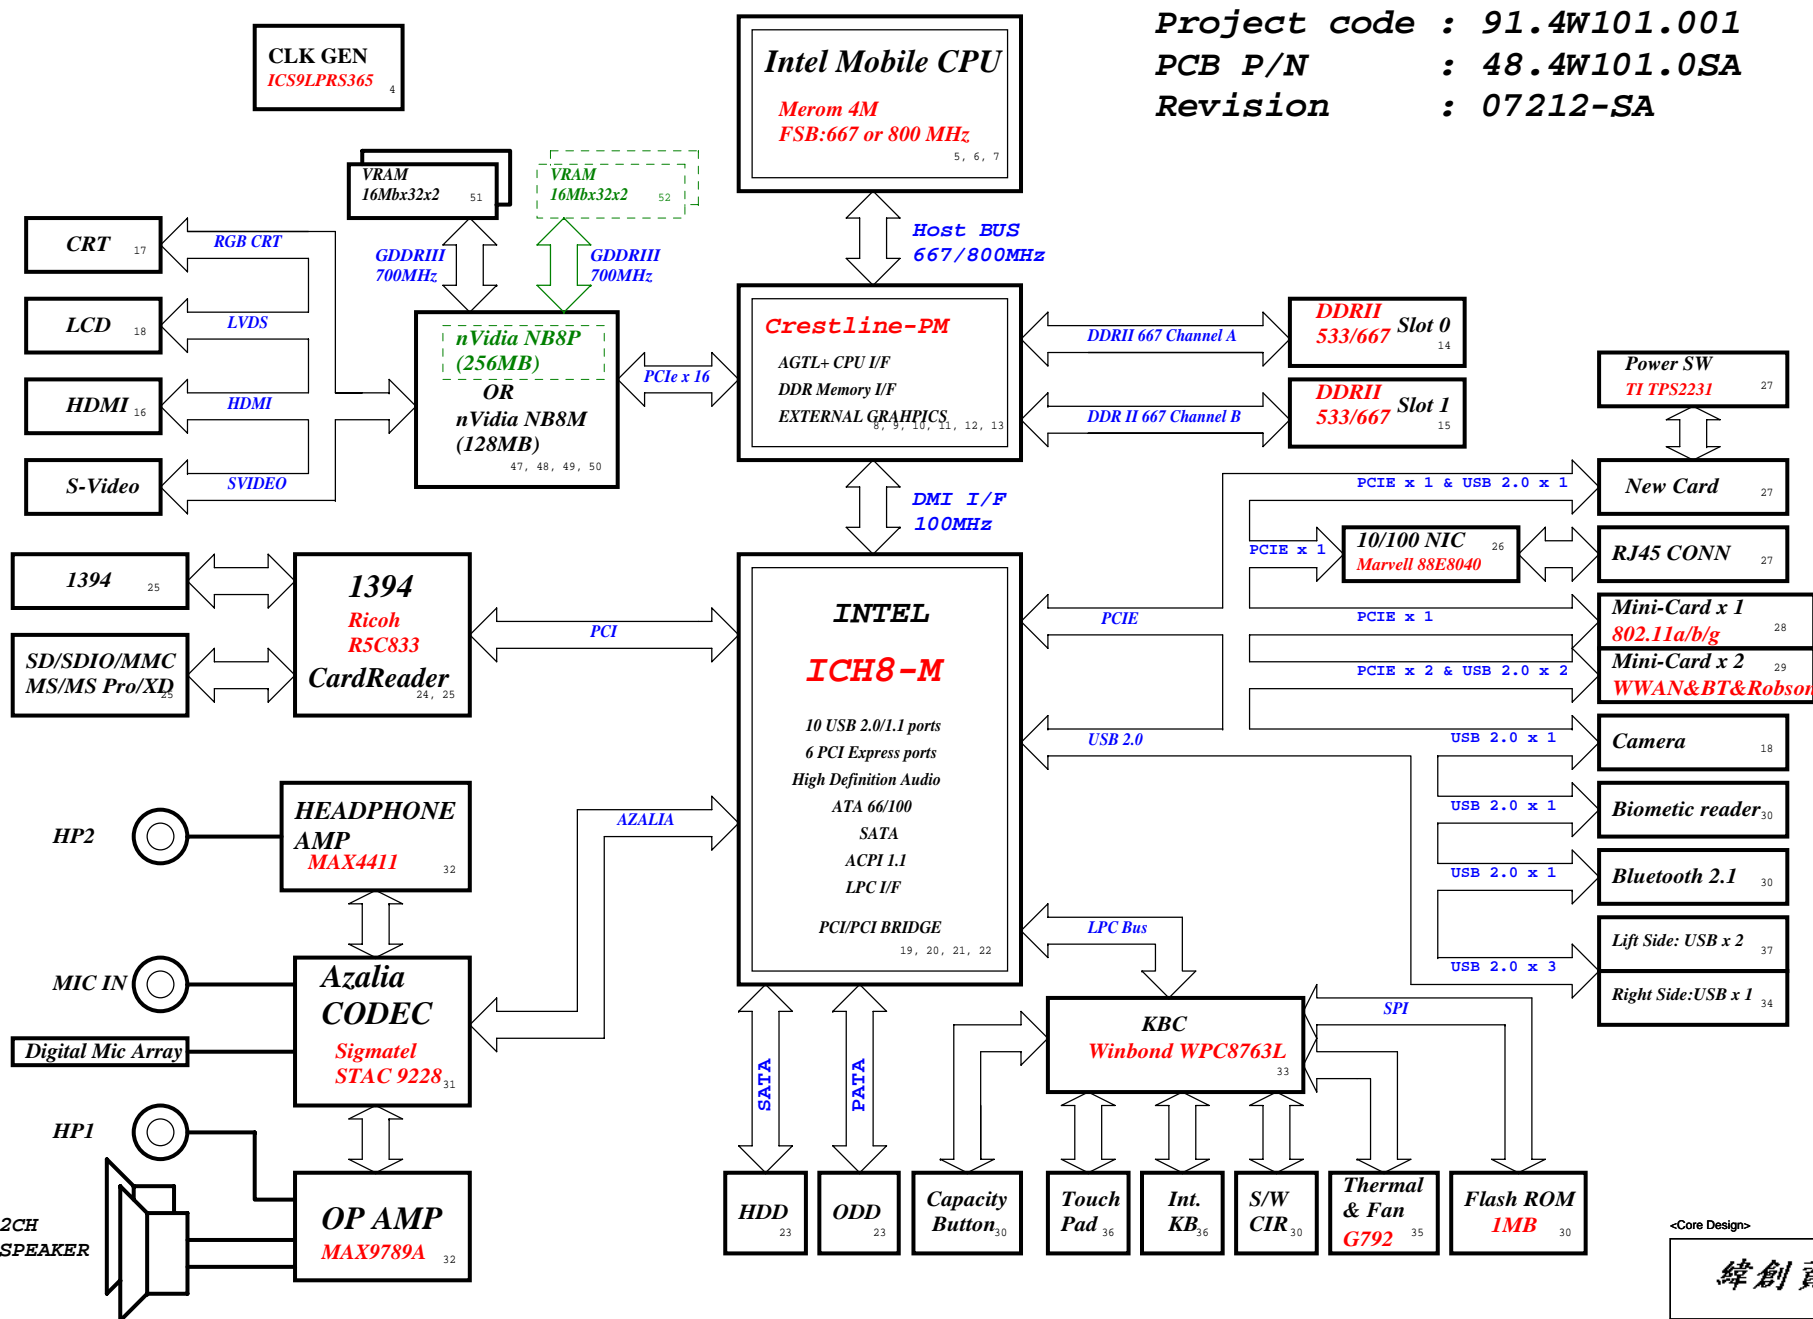 Project code : 91.4W101.001
PCB P/N : 48.4W101.0SA
Revision : 07212-SA
CLK GEN
ICS9LPRS365
4
Intel Mobile CPU
Merom 4M
FSB:667 or 800 MHz
5, 6, 7
VRAM
16Mbx32x2
51
VRAM
16Mbx32x2
52
Host BUS
667/800MHz
GDDRIII
700MHz
GDDRIII
700MHz
CRT
17
RGB CRT
LCD
18
LVDS
HDMI
16
HDMI
S-Video
SVIDEO
nVidia NB8P
(256MB)
OR
nVidia NB8M
(128MB)
47, 48, 49, 50
PCIe x 16
Crestline-PM
AGTL+ CPU I/F
DDR Memory I/F
EXTERNAL GRAHPICS
8, 9, 10, 11, 12, 13
DDRII 667 Channel A
DDRII
533/667
Slot 0
14
DDR II 667 Channel B
DDRII
533/667
Slot 1
15
Power SW
TI TPS2231
27
DMI I/F
100MHz
PCIE x 1 & USB 2.0 x 1
New Card
27
PCIE x 1
10/100 NIC
26
Marvell 88E8040
RJ45 CONN
27
1394
25
1394
Ricoh
R5C833
CardReader
24, 25
SD/SDIO/MMC
MS/MS Pro/XD
25
PCI
INTEL
ICH8-M
10 USB 2.0/1.1 ports
6 PCI Express ports
High Definition Audio
ATA 66/100
SATA
ACPI 1.1
LPC I/F
PCI/PCI BRIDGE
19, 20, 21, 22
PCIE
PCIE x 1
Mini-Card x 1
802.11a/b/g
28
PCIE x 2 & USB 2.0 x 2
Mini-Card x 2
29
WWAN&BT&Robson
USB 2.0
USB 2.0 x 1
Camera
18
USB 2.0 x 1
Biometic reader
30
USB 2.0 x 1
Bluetooth 2.1
30
USB 2.0 x 3
Lift Side: USB x 2
37
Right Side:USB x 1
34
HP2
HEADPHONE
AMP
MAX4411
32
AZALIA
MIC IN
Azalia
CODEC
Sigmatel
STAC 9228
31
Digital Mic Array
HP1
2CH
SPEAKER
OP AMP
MAX9789A
32
LPC Bus
KBC
Winbond WPC8763L
33
SPI
SATA
PATA
HDD
23
ODD
23
Capacity
Button
30
Touch
Pad
36
Int.
KB
36
S/W
CIR
30
Thermal
& Fan
G792
35
Flash ROM
1MB
30
<Core Design>
緯創